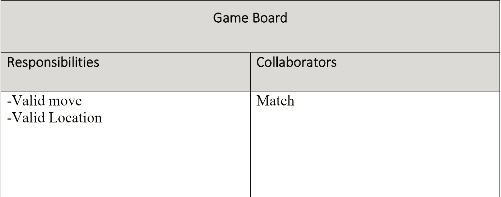 Game Board
Responsibilities
Collaborators
-Valid move
-Valid Location
Match